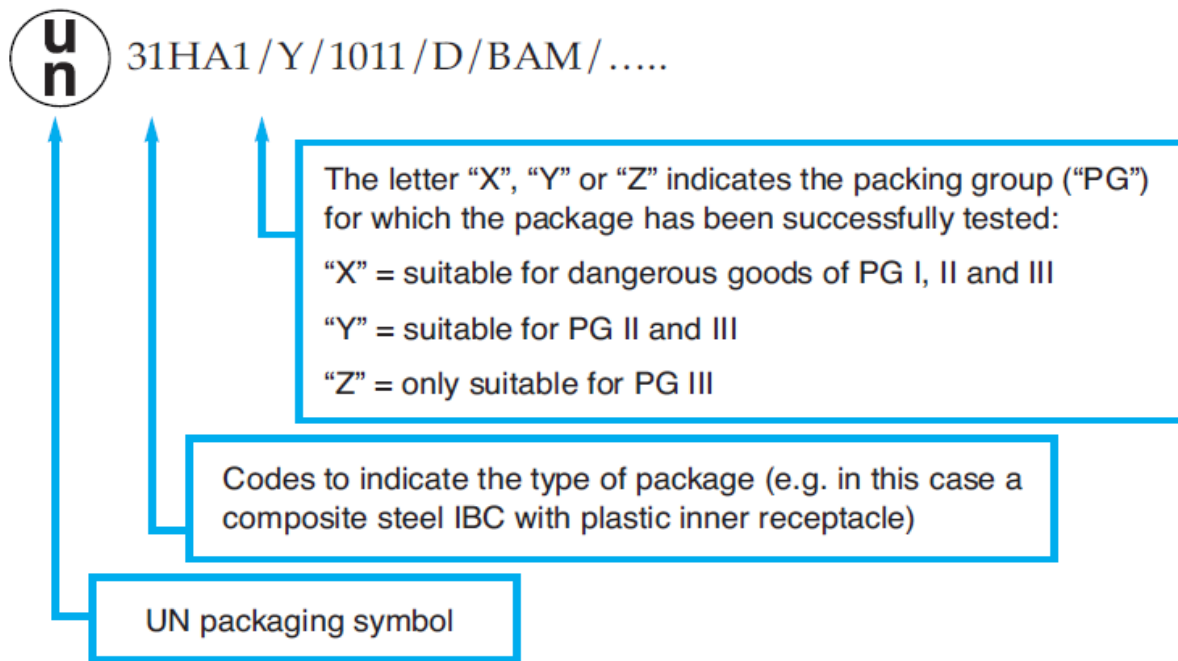 u
n
31HA1/Y/1011/D/BAM/.....
The letter “X”, “Y” or “Z” indicates the packing group (“PG”)
for which the package has been successfully tested:
“X” = suitable for dangerous goods of PG I, II and III
“Y” = suitable for PG II and III
“Z” = only suitable for PG III
Codes to indicate the type of package (e.g. in this case a
composite steel IBC with plastic inner receptacle)
UN packaging symbol